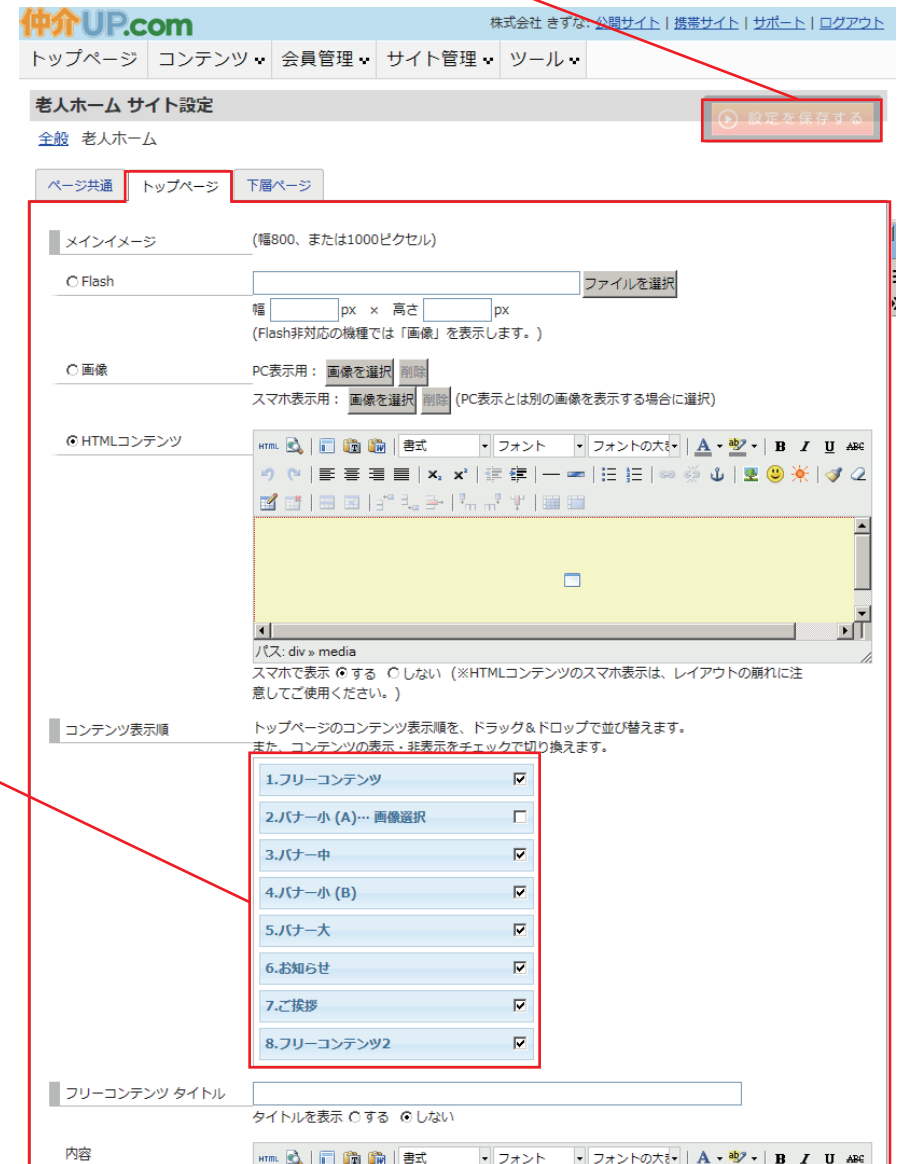 仲介UP.com
株式会社 きずな: 公開サイト | 携帯サイト | サポート | ログアウト
トップページ コンテンツ 会員管理 サイト管理 ツール
老人ホーム サイト設定
設定を保存する
全般 老人ホーム
ページ共通 トップページ 下層ページ
メインイメージ (幅800、または1000ピクセル)
Flash ファイルを選択
幅 px × 高さ px
(Flash非対応の機種では「画像」を表示します。)
画像 PC表示用： 画像を選択 削除
スマホ表示用： 画像を選択 削除 (PC表示とは別の画像を表示する場合に選択)
HTMLコンテンツ HTML 書式 フォント フォントの大き A ab B I U ABC
パス: div » media
スマホで表示 する しない (※HTMLコンテンツのスマホ表示は、レイアウトの崩れに注
意してご使用ください。)
コンテンツ表示順 トップページのコンテンツ表示順を、ドラッグ＆ドロップで並び替えます。
また、コンテンツの表示・非表示をチェックで切り換えます。
1.フリーコンテンツ
2.バナー小 (A)… 画像選択
3.バナー中
4.バナー小 (B)
5.バナー大
6.お知らせ
7.ご挨拶
8.フリーコンテンツ2
フリーコンテンツ タイトル
タイトルを表示 する しない
内容 HTML 書式 フォント フォントの大き A ab B I U ABC